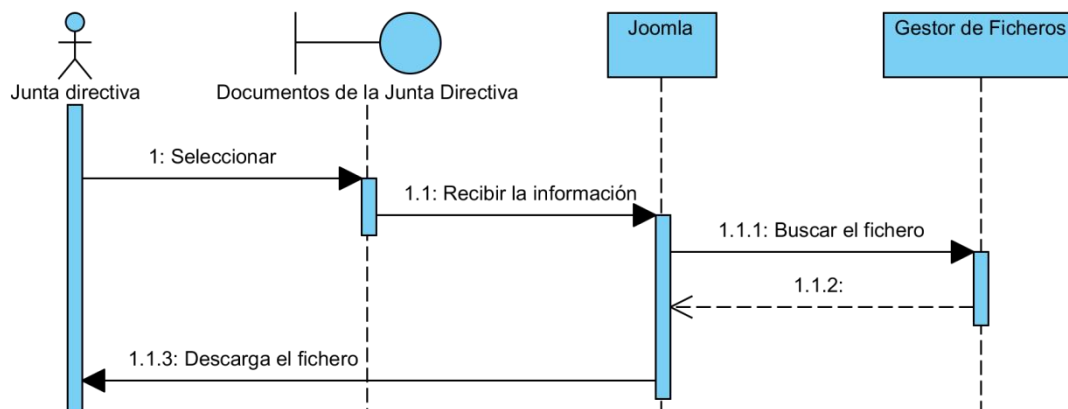 Joomla
Gestor de Ficheros
Junta directiva
Documentos de la Junta Directiva
1: Seleccionar
1.1: Recibir la información
1.1.1: Buscar el fichero
1.1.2:
1.1.3: Descarga el fichero